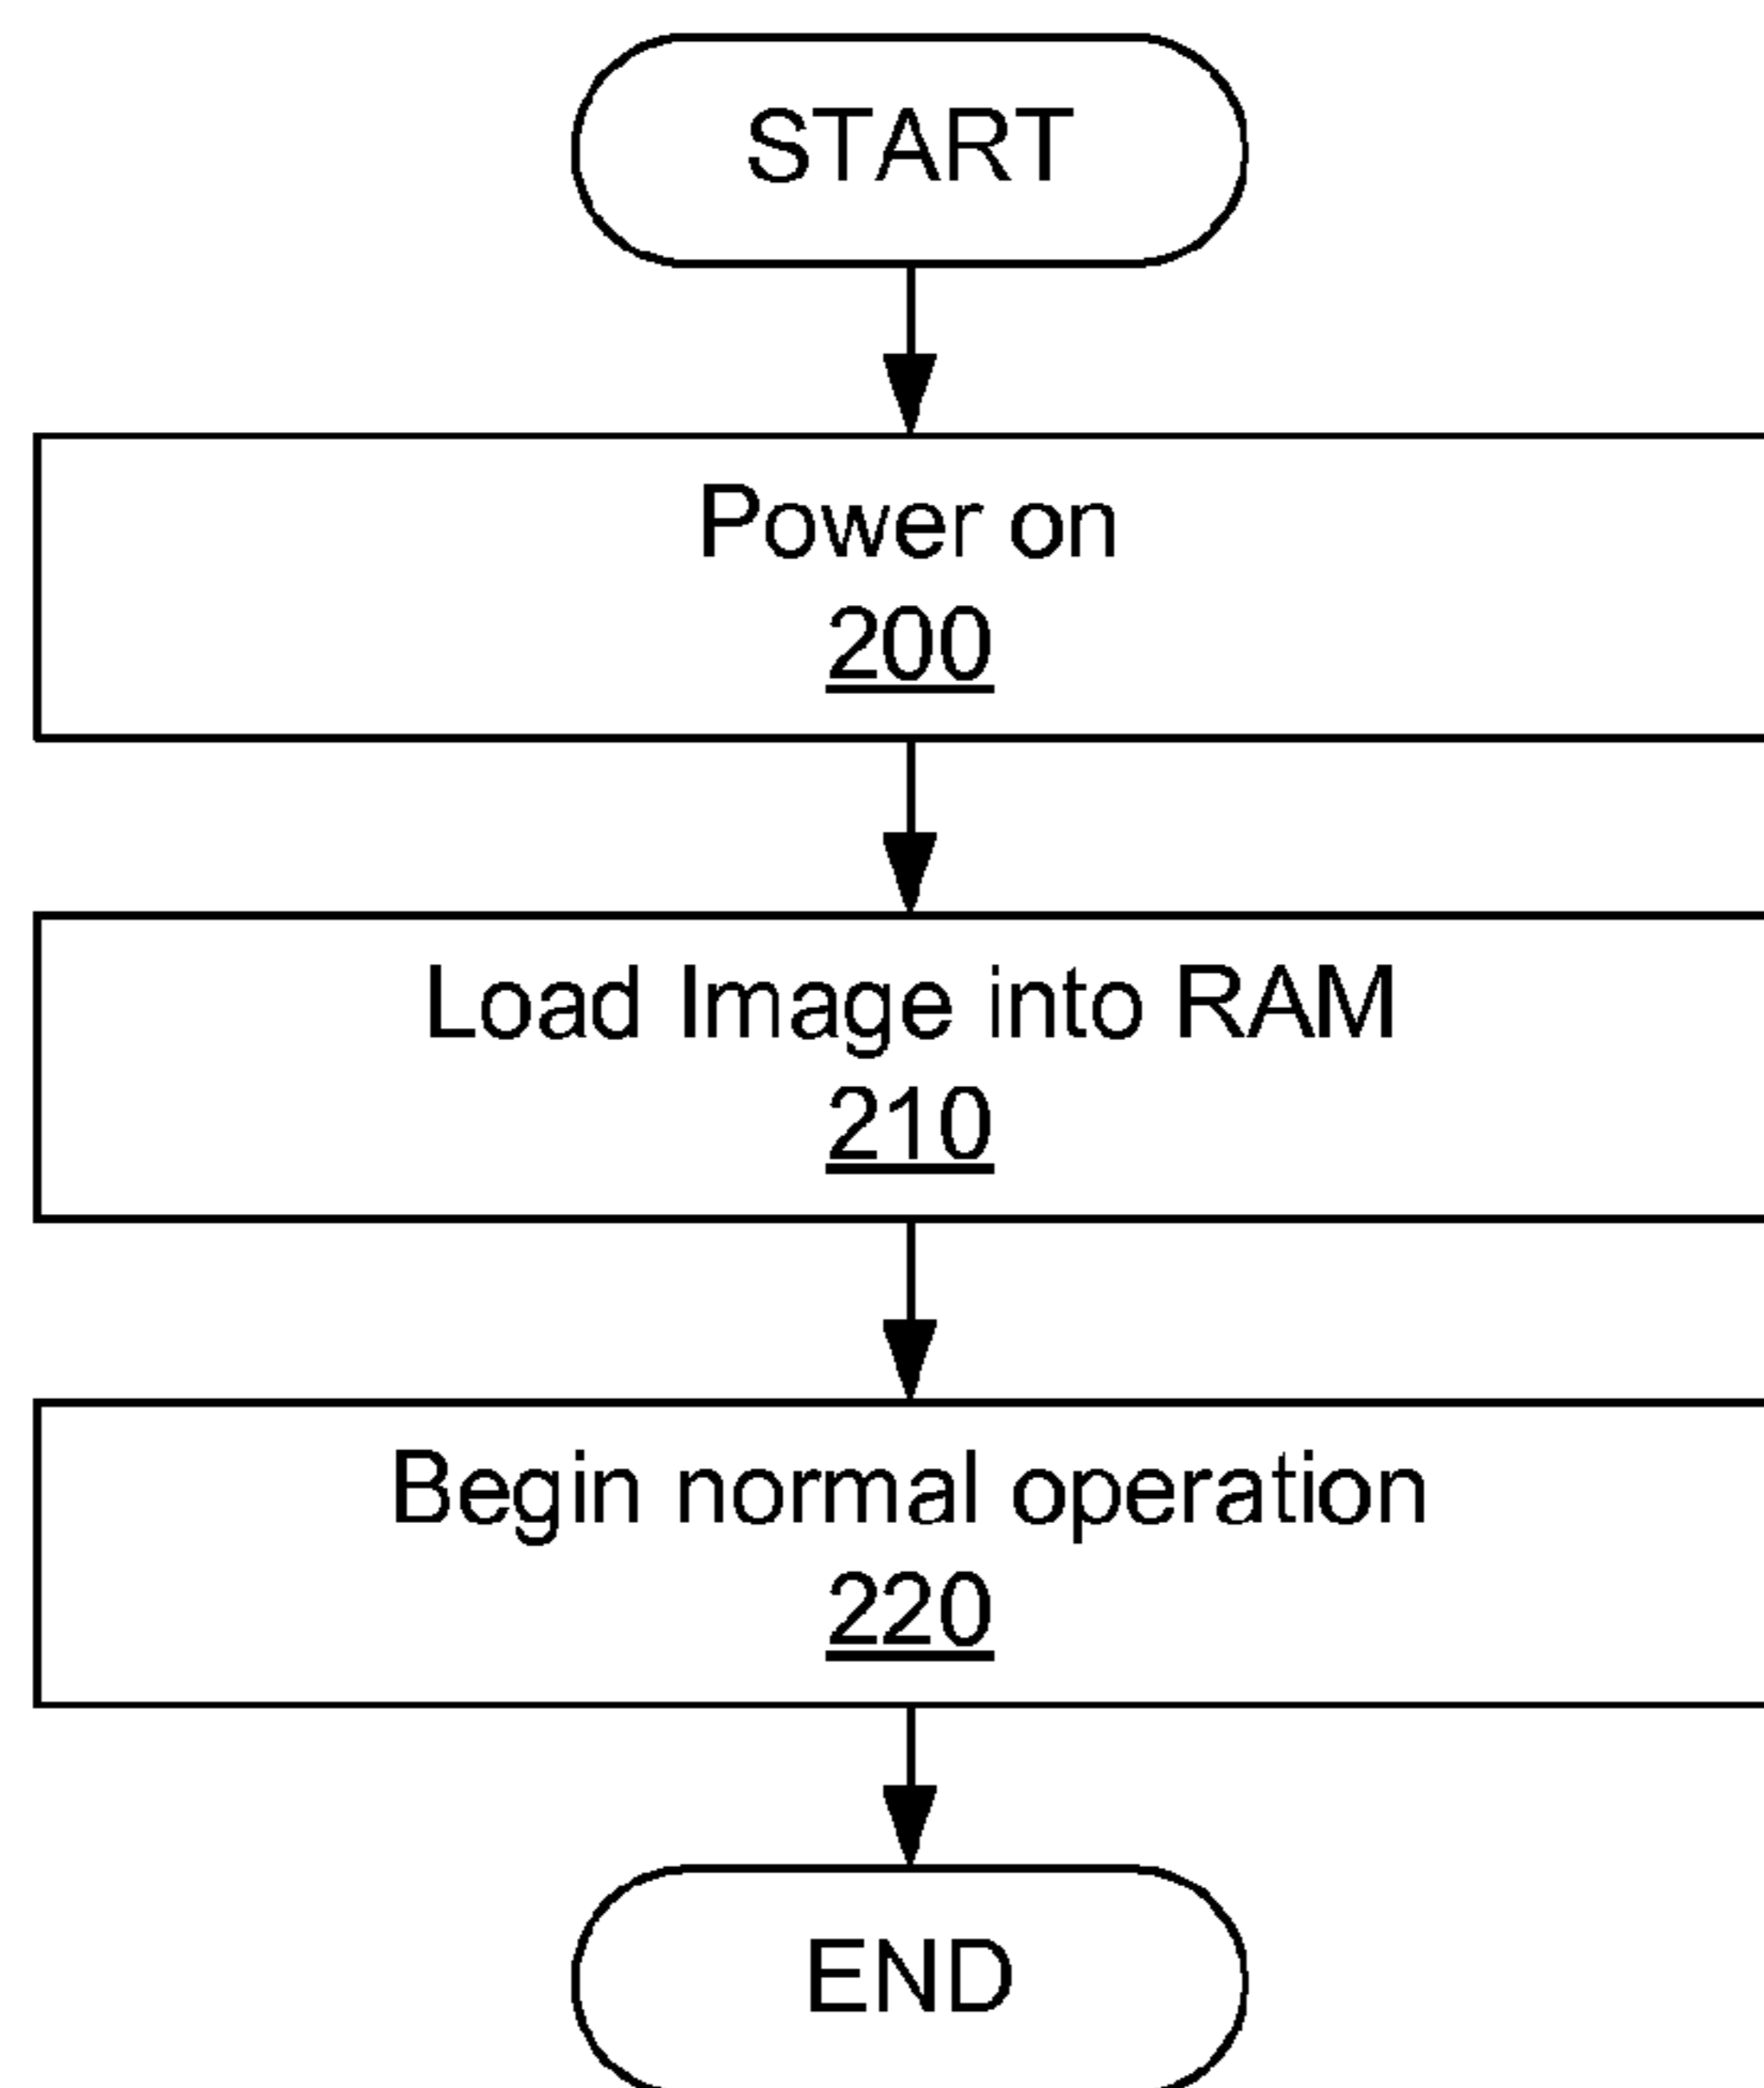 START
Power on
200
Load Image into RAM
210
Begin normal operation
220
END